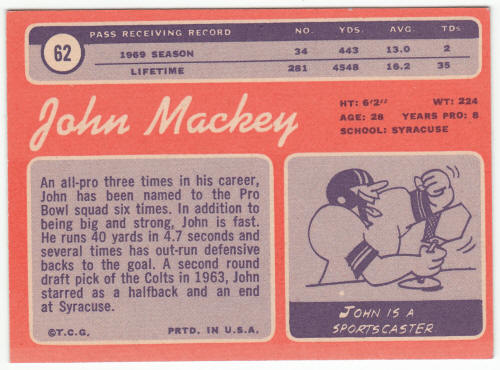 62
PASS RECEIVING RECORD NO. YDS. AVG. TDs
1969 SEASON 34 443 13.0 2
LIFETIME 281 4548 16.2 35
John Mackey
HT: 6'2" WT: 224
AGE: 28 YEARS PRO: 8
SCHOOL: SYRACUSE
An all-pro three times in his career,
John has been named to the Pro
Bowl squad six times. In addition to
being big and strong, John is fast.
He runs 40 yards in 4.7 seconds and
several times has out-run defensive
backs to the goal. A second round
draft pick of the Colts in 1963, John
starred as a halfback and an end
at Syracuse.
©T.C.G. PRTD. IN U.S.A.
JOHN IS A
SPORTSCASTER